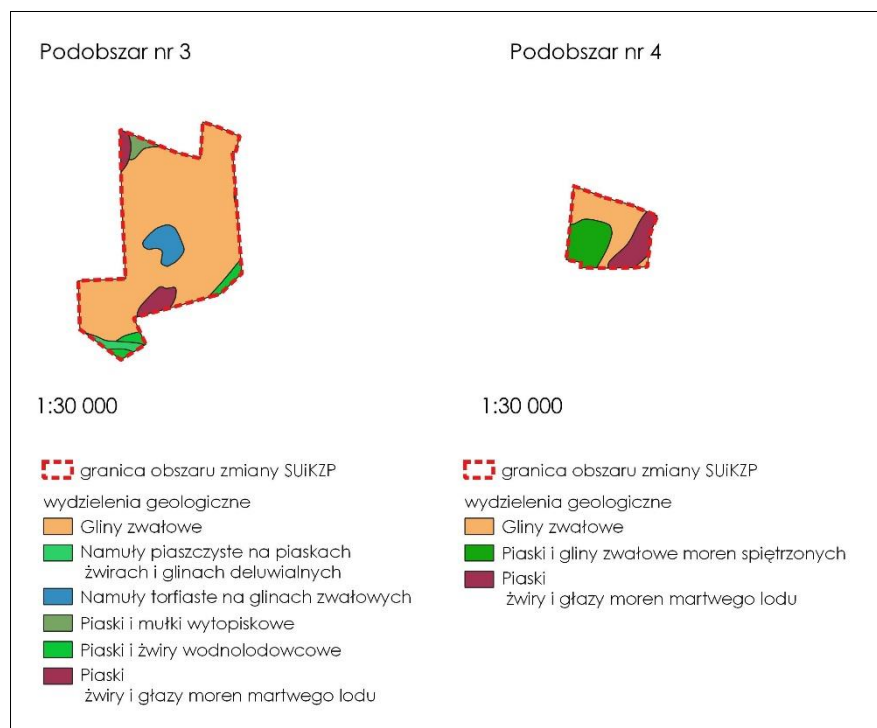 Podobszar nr 3
1:30 000
granica obszaru zmiany SUiKZP
wydzielenia geologiczne
Gliny zwałowe
Namuły piaszczyste na piaskach
żwirach i glinach deluwialnych
Namuły torfiaste na glinach zwałowych
Piaski i mułki wytopiskowe
Piaski i żwiry wodnolodowcowe
Piaski
żwiry i głazy moren martwego lodu
Podobszar nr 4
1:30 000
granica obszaru zmiany SUiKZP
wydzielenia geologiczne
Gliny zwałowe
Piaski i gliny zwałowe moren spiętrzonych
Piaski
żwiry i głazy moren martwego lodu